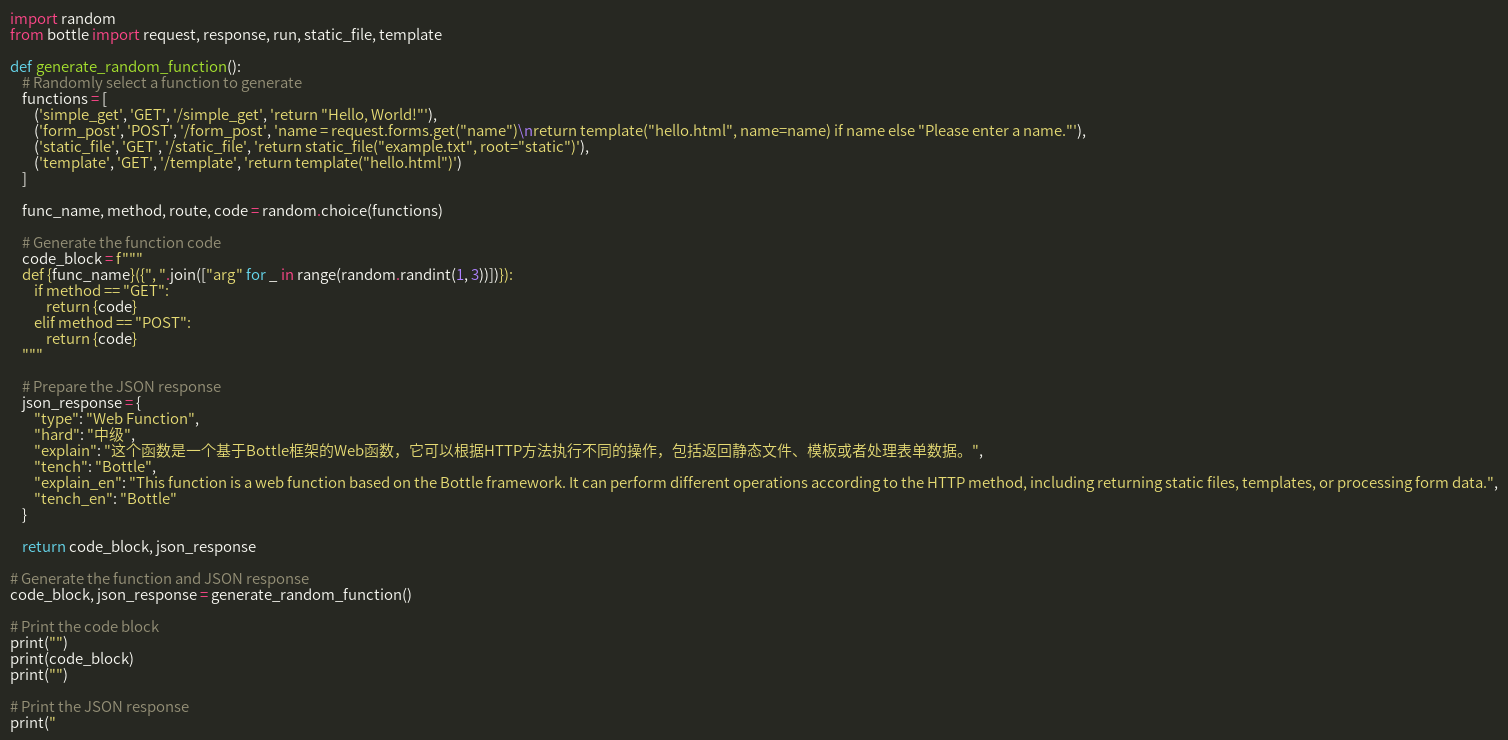 import random
from bottle import request, response, run, static_file, template
def generate_random_function():
# Randomly select a function to generate
functions = [
('simple_get', 'GET', '/simple_get', 'return "Hello, World!"'),
('form_post', 'POST', '/form_post', 'name = request.forms.get("name")\nreturn template("hello.html", name=name) if name else "Please enter a name."'),
('static_file', 'GET', '/static_file', 'return static_file("example.txt", root="static")'),
('template', 'GET', '/template', 'return template("hello.html")')
]
func_name, method, route, code = random.choice(functions)
# Generate the function code
code_block = f"""
def {func_name}({", ".join(["arg" for _ in range(random.randint(1, 3))])}):
if method == "GET":
return {code}
elif method == "POST":
return {code}
"""
# Prepare the JSON response
json_response = {
"type": "Web Function",
"hard": "中级",
"explain": "这个函数是一个基于Bottle框架的Web函数，它可以根据HTTP方法执行不同的操作，包括返回静态文件、模板或者处理表单数据。",
"tench": "Bottle",
"explain_en": "This function is a web function based on the Bottle framework. It can perform different operations according to the HTTP method, including returning static files, templates, or processing form data.",
"tench_en": "Bottle"
}
return code_block, json_response
# Generate the function and JSON response
code_block, json_response = generate_random_function()
# Print the code block
print("")
print(code_block)
print("")
# Print the JSON response
print("